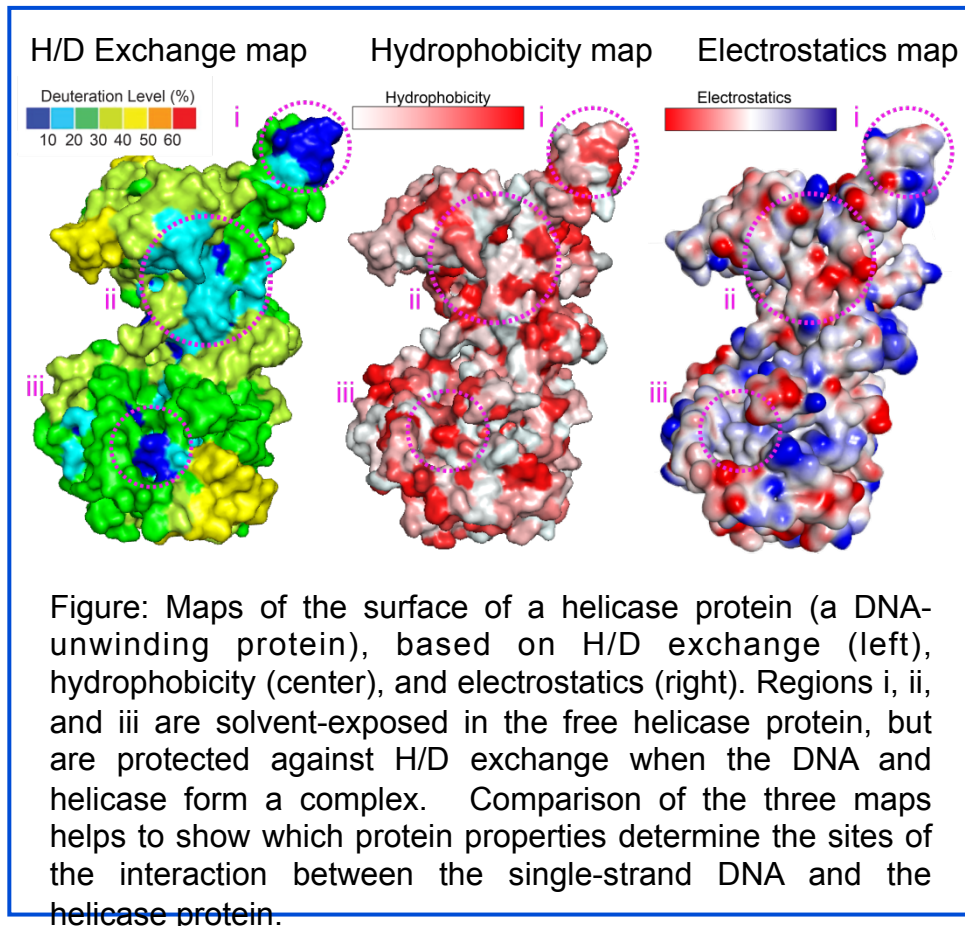 H/D Exchange map Hydrophobicity map Electrostatics map
Deuteration Level (%)
10 20 30 40 50 60
Hydrophobicity
Electrostatics
i i i
ii ii ii
iii iii iii
Figure: Maps of the surface of a helicase protein (a DNA-
unwinding protein), based on H/D exchange (left),
hydrophobicity (center), and electrostatics (right). Regions i, ii,
and iii are solvent-exposed in the free helicase protein, but
are protected against H/D exchange when the DNA and
helicase form a complex. Comparison of the three maps
helps to show which protein properties determine the sites of
the interaction between the single-strand DNA and the
helicase protein.